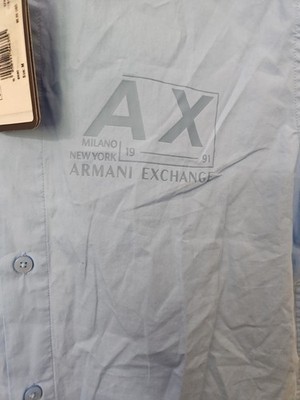 AX
MILANO
NEW YORK 19 91
ARMANI EXCHANGE